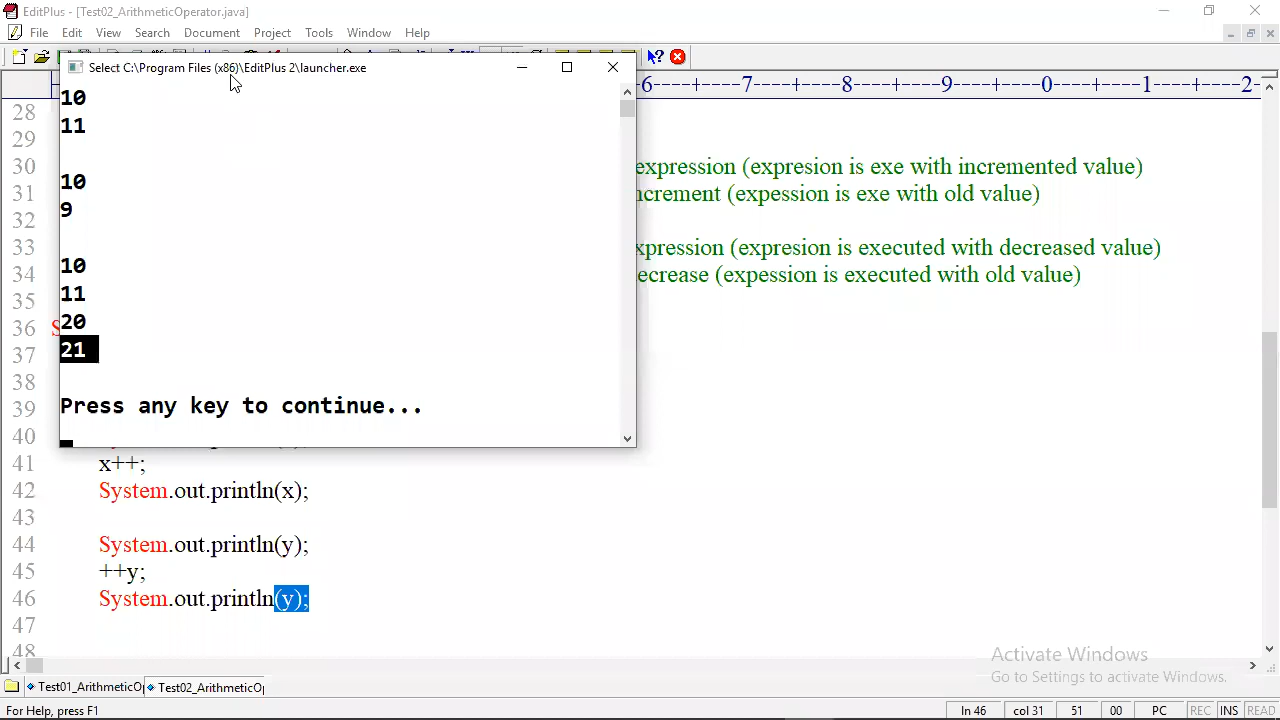 EditPlus - [Test02_ArithmeticOperator.java]
File Edit View Search Document Project Tools Window Help
Select C:\Program Files (x86)\EditPlus 2\launcher.exe
-6----+----7----+----8----+----9----+----0----+----1----+----2-
10
11
10
9
10
11
20
21
Press any key to continue...
28
29
30 expression (expresion is exe with incremented value)
31 ncrement (expession is exe with old value)
32
33 xpression (expresion is executed with decreased value)
34 ecrease (expession is executed with old value)
35
36 S
37
38
39
40
41 x++;
42 System.out.println(x);
43
44 System.out.println(y);
45 ++y;
46 System.out.println(y);
47
48
Activate Windows
Go to Settings to activate Windows.
Test01_ArithmeticO Test02_ArithmeticO
For Help, press F1 ln 46 col 31 51 00 PC REC INS READ